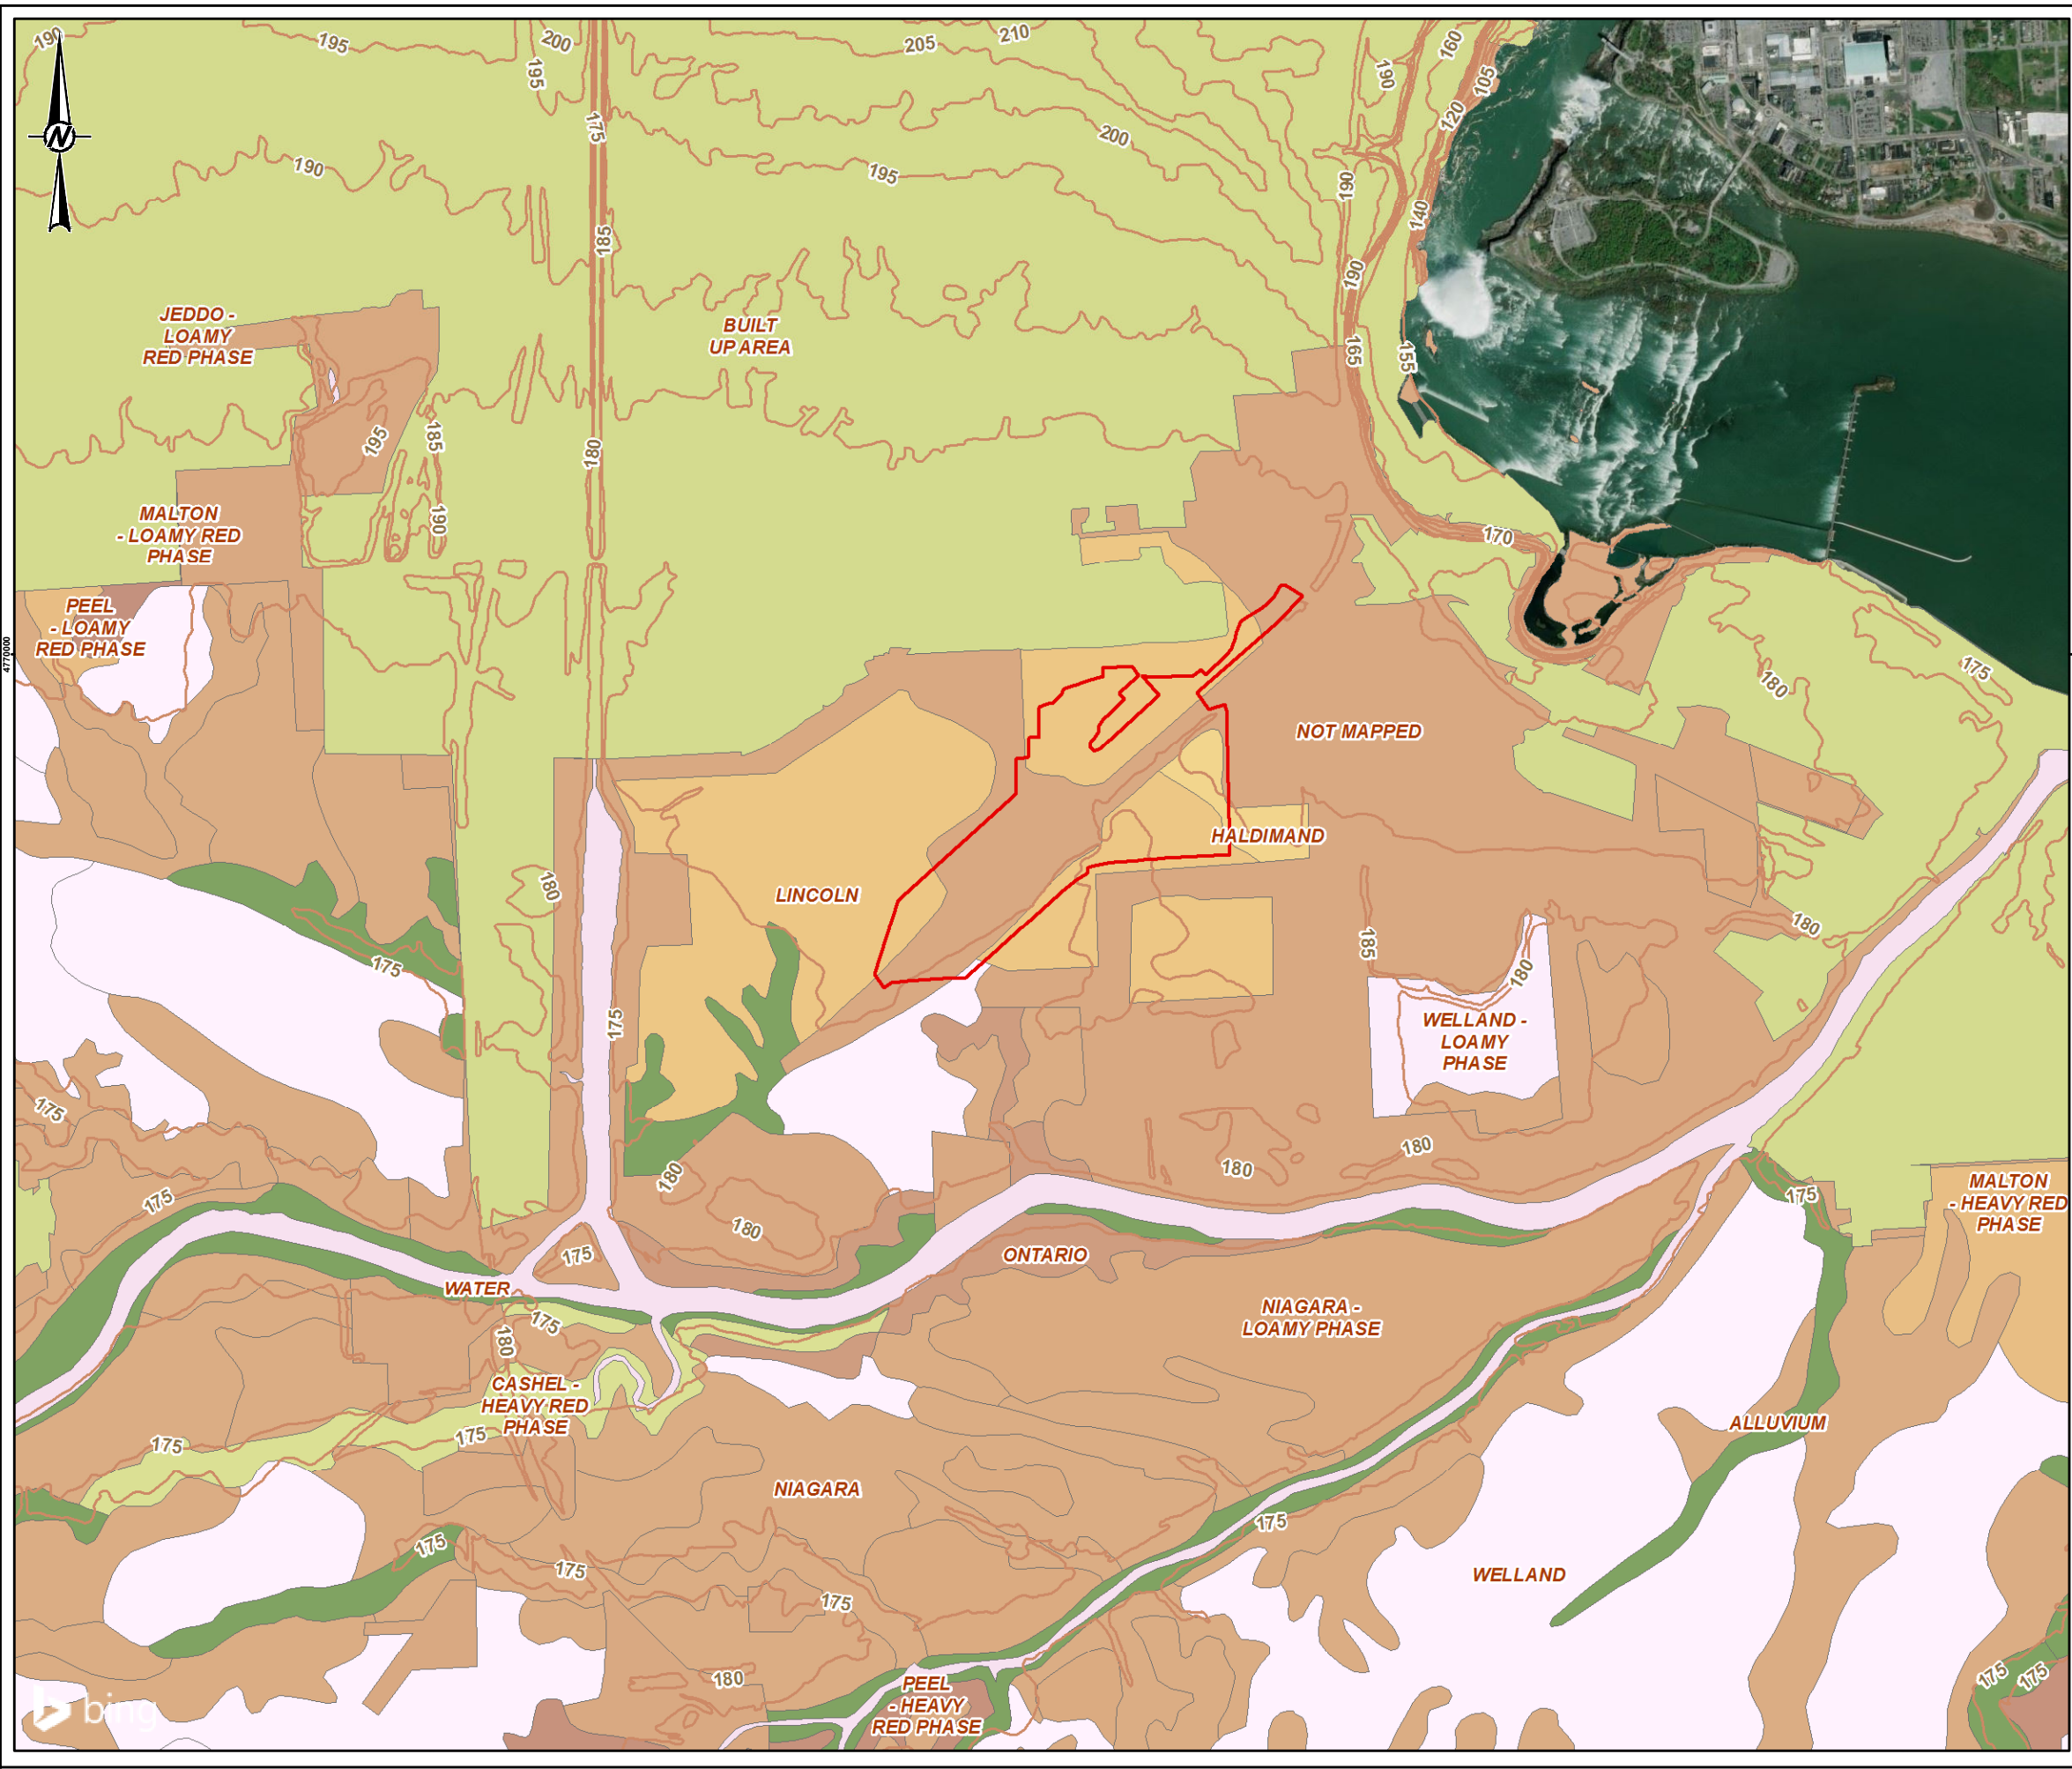 190
195
200
195
205
210
190
160
105
120
175
200
N
190
195
190
140
185
190
JEDDO -
LOAMY
RED PHASE
BUILT
UP AREA
165
155
195
185
180
190
MALTON
- LOAMY RED
PHASE
170
PEEL
- LOAMY
RED PHASE
4770000
175
180
NOT MAPPED
HALDIMAND
180
LINCOLN
180
185
175
180
175
WELLAND -
LOAMY
PHASE
175
180
180
180
175
180
175
MALTON
- HEAVY RED
PHASE
175
ONTARIO
WATER
175
180
NIAGARA -
LOAMY PHASE
CASHEL -
HEAVY RED
PHASE
175
175
ALLUVIUM
NIAGARA
175
175
175
WELLAND
175
180
175
175
PEEL
- HEAVY
RED PHASE
bing